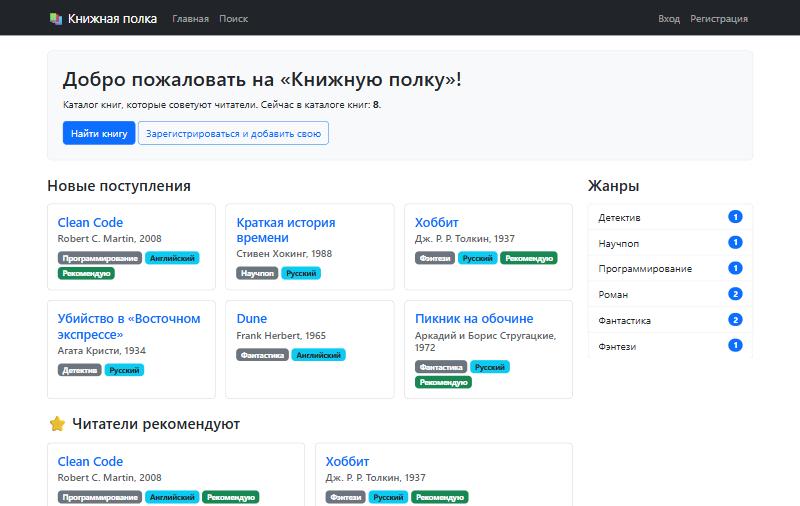 Книжная полка
Главная
Поиск
Вход
Регистрация
Добро пожаловать на «Книжную полку»!
Каталог книг, которые советуют читатели. Сейчас в каталоге книг: 8.
Найти книгу
Зарегистрироваться и добавить свою
Новые поступления
Clean Code
Robert C. Martin, 2008
Программирование
Английский
Рекомендую
Краткая история
времени
Стивен Хокинг, 1988
Научпоп
Русский
Хоббит
Дж. Р. Р. Толкин, 1937
Фэнтези
Русский
Рекомендую
Убийство в «Восточном
экспрессе»
Агата Кристи, 1934
Детектив
Русский
Dune
Frank Herbert, 1965
Фантастика
Английский
Пикник на обочине
Аркадий и Борис Стругацкие,
1972
Фантастика
Русский
Рекомендую
Читатели рекомендуют
Clean Code
Robert C. Martin, 2008
Программирование
Английский
Рекомендую
Хоббит
Дж. Р. Р. Толкин, 1937
Фэнтези
Русский
Рекомендую
Жанры
Детектив 1
Научпоп 1
Программирование 1
Роман 2
Фантастика 2
Фэнтези 1